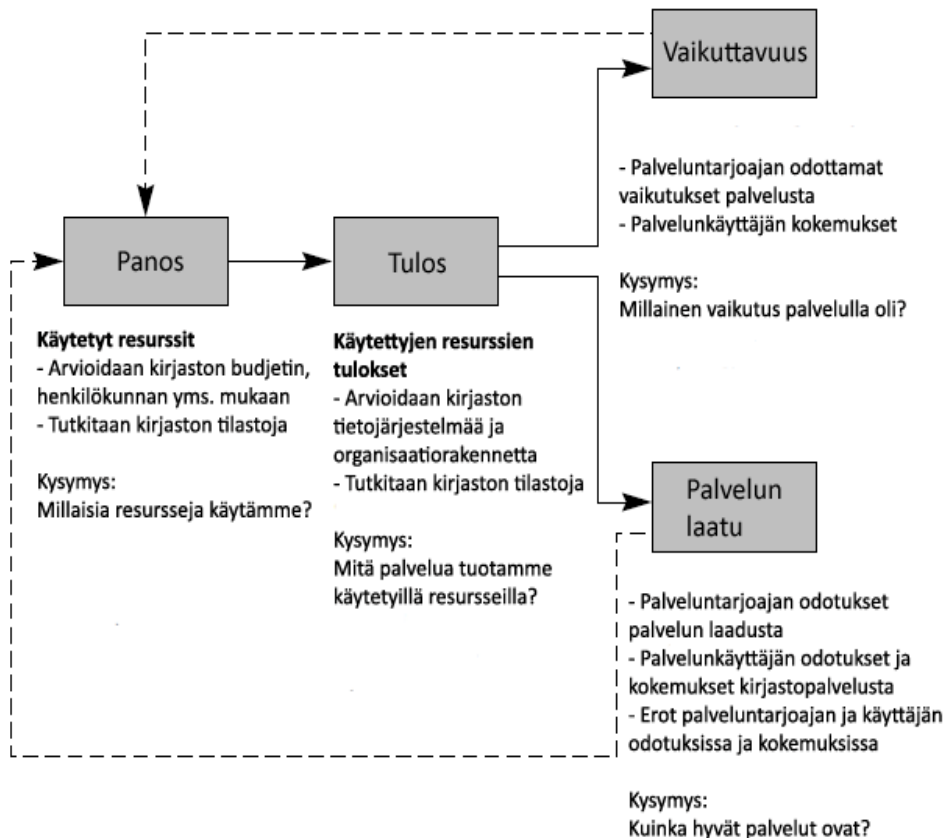 Vaikuttavuus
- Palveluntarjoajan odottamat
vaikutukset palvelusta
- Palvelunkäyttäjän kokemukset
Kysymys:
Millainen vaikutus palvelulla oli?
Panos
Käytetyt resurssit
- Arvioidaan kirjaston budjetin,
henkilökunnan yms. mukaan
- Tutkitaan kirjaston tilastoja
Kysymys:
Millaisia resursseja käytämme?
Tulos
Käytettyjen resurssien
tulokset
- Arvioidaan kirjaston
tietojärjestelmää ja
organisaatiorakennetta
- Tutkitaan kirjaston tilastoja
Kysymys:
Mitä palvelua tuotamme
käytetyillä resursseilla?
Palvelun
laatu
- Palveluntarjoajan odotukset
palvelun laadusta
- Palvelunkäyttäjän odotukset ja
kokemukset kirjastopalvelusta
- Erot palveluntarjoajan ja käyttäjän
odotuksissa ja kokemuksissa
Kysymys:
Kuinka hyvät palvelut ovat?